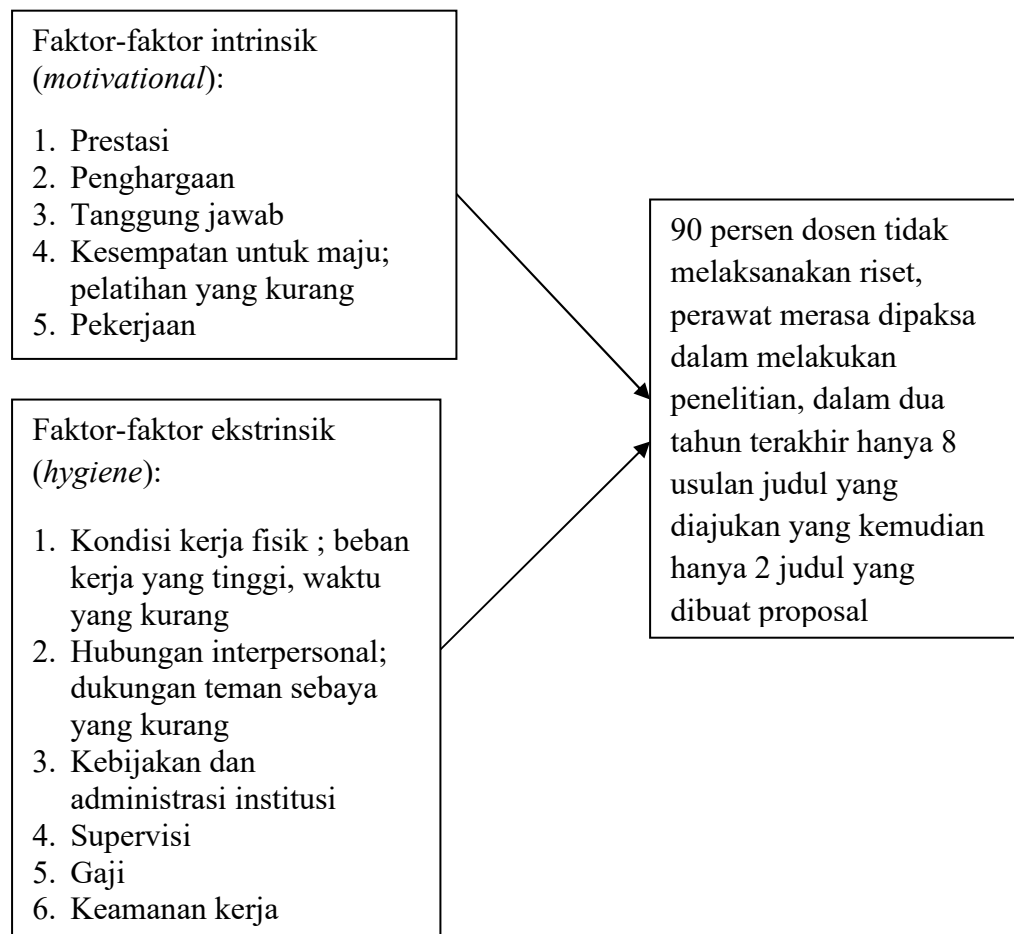 Faktor-faktor intrinsik
(motivational):
1. Prestasi
2. Penghargaan
3. Tanggung jawab
4. Kesempatan untuk maju;
pelatihan yang kurang
5. Pekerjaan
Faktor-faktor ekstrinsik
(hygiene):
1. Kondisi kerja fisik ; beban
kerja yang tinggi, waktu
yang kurang
2. Hubungan interpersonal;
dukungan teman sebaya
yang kurang
3. Kebijakan dan
administrasi institusi
4. Supervisi
5. Gaji
6. Keamanan kerja
90 persen dosen tidak
melaksanakan riset,
perawat merasa dipaksa
dalam melakukan
penelitian, dalam dua
tahun terakhir hanya 8
usulan judul yang
diajukan yang kemudian
hanya 2 judul yang
dibuat proposal